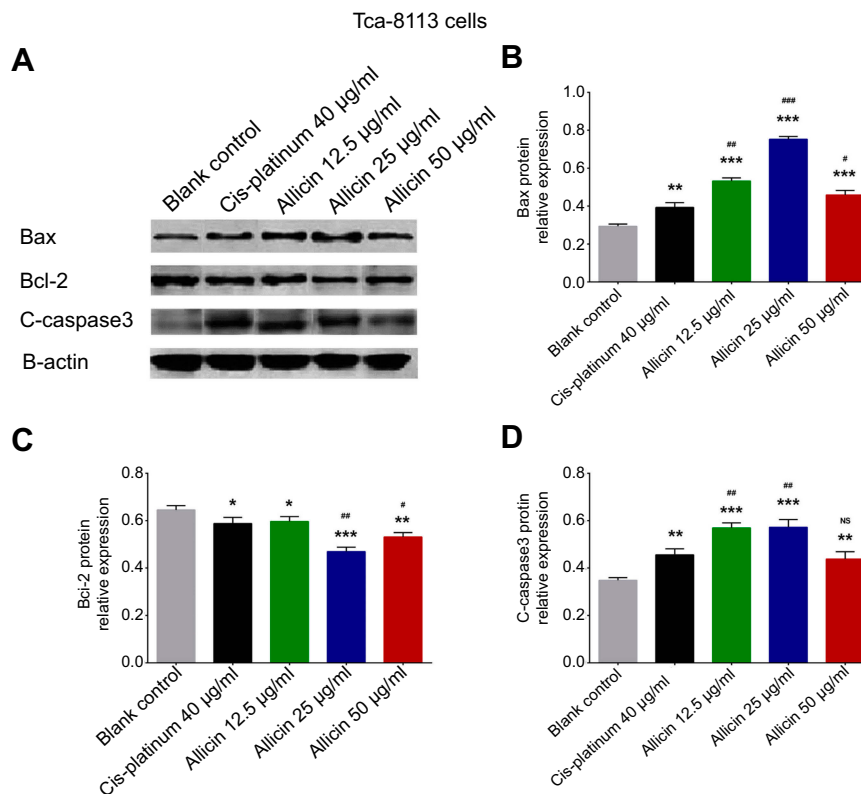 Tca-8113 cells
A
Blank control
Cis-platinum 40 µg/ml
Allicin 12.5 µg/ml
Allicin 25 µg/ml
Allicin 50 µg/ml
Bax
Bcl-2
C-caspase3
B-actin
B
Bax protein
relative expression
1.0
0.8
0.6
0.4
0.2
0.0
**
##
***
###
***
#
***
Blank control
Cis-platinum 40 µg/ml
Allicin 12.5 µg/ml
Allicin 25 µg/ml
Allicin 50 µg/ml
C
Bci-2 protein
relative expression
0.8
0.6
0.4
0.2
0.0
*
*
##
***
#
**
Blank control
Cis-platinum 40 µg/ml
Allicin 12.5 µg/ml
Allicin 25 µg/ml
Allicin 50 µg/ml
D
C-caspase3 protin
relative expression
0.8
0.6
0.4
0.2
0.0
**
##
***
##
***
NS
**
Blank control
Cis-platinum 40 µg/ml
Allicin 12.5 µg/ml
Allicin 25 µg/ml
Allicin 50 µg/ml